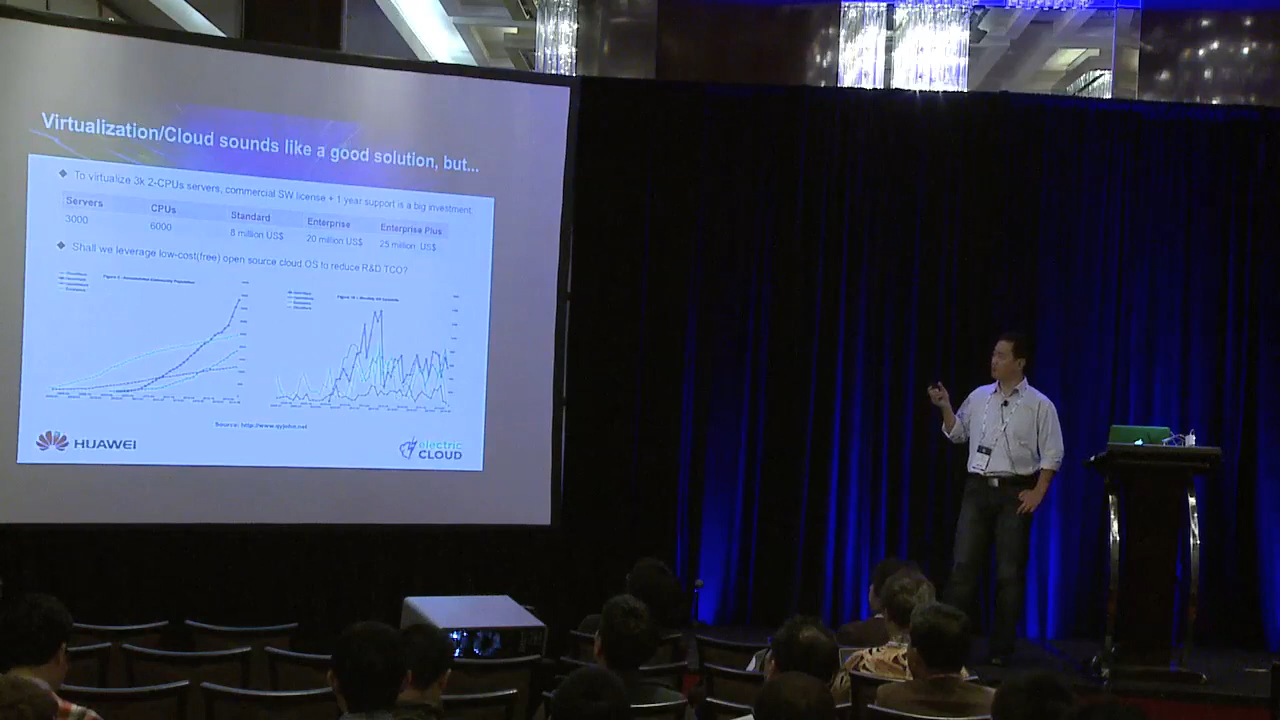 Virtualization/Cloud sounds like a good solution, but...
To virtualize 3k 2-CPUs servers, commercial SW license + 1 year support is a big investment
Servers CPUs Standard Enterprise Enterprise Plus
3000 6000 8 million US$ 20 million US$ 25 million US$
Shall we leverage low-cost(free) open source cloud OS to reduce R&D TCO?
Source: http://www.qyjohn.net
HUAWEI
electric
CLOUD